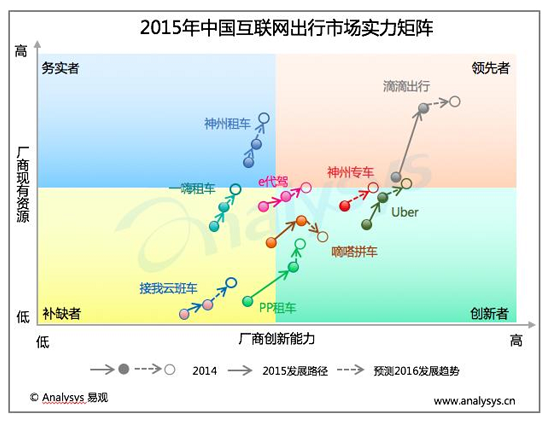 2015年中国互联网出行市场实力矩阵
高
务实者
领先者
滴滴出行
神州租车
e代驾
神州专车
一嗨租车
厂商现有资源
Analysys
Uber
嘀嗒拼车
接我云班车
PP租车
补缺者
创新者
低
低
厂商创新能力
高
2014
2015发展路径
预测2016发展趋势
© Analysys 易观
www.analysys.cn